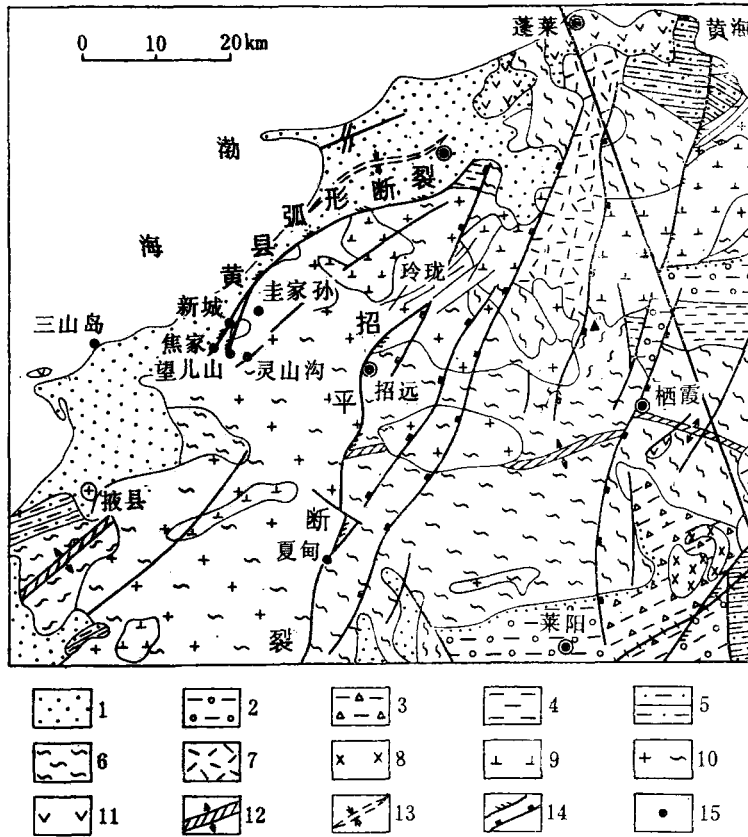 0 10 20km
蓬莱
黄海
渤
海
黄县弧形断裂
玲珑
圭家孙
新城
三山岛
焦家
望儿山
灵山沟
招平断裂
招远
栖霞
掖县
夏甸
莱阳
1 2 3 4 5
6 7 8 9 10
11 12 13 14 15